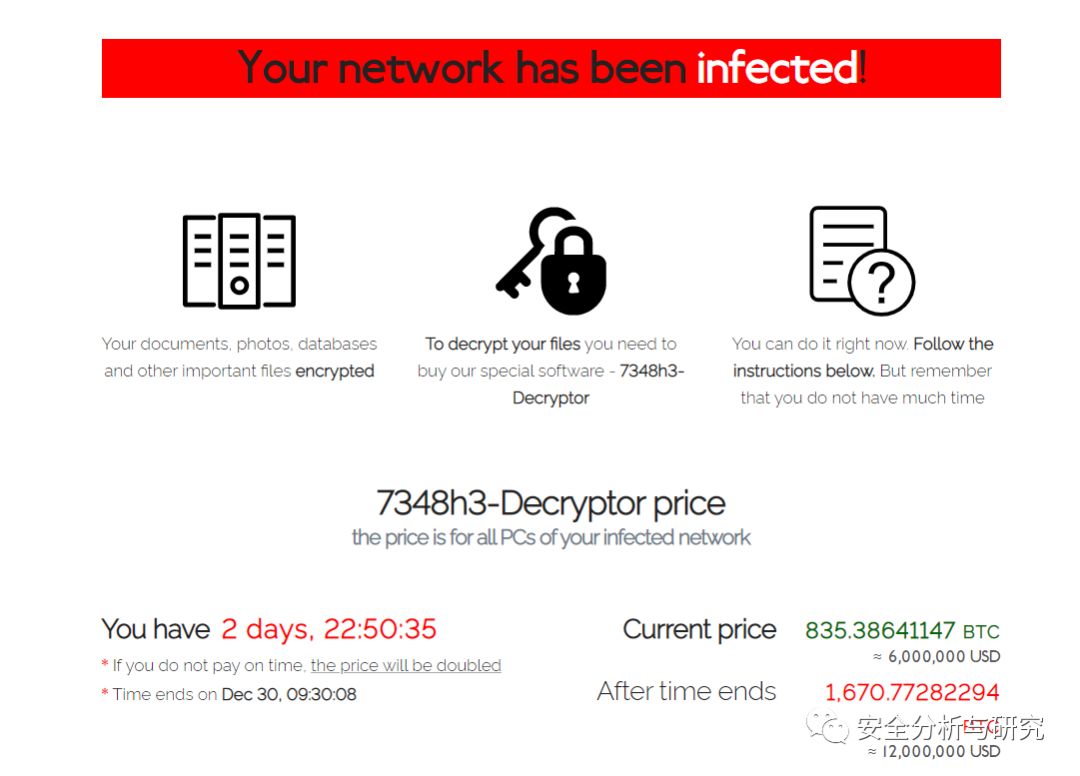 Your network has been infected!
Your documents, photos, databases
and other important files encrypted
To decrypt your files you need to
buy our special software - 7348h3-
Decryptor
You can do it right now. Follow the
instructions below. But remember
that you do not have much time
7348h3-Decryptor price
the price is for all PCs of your infected network
You have 2 days, 22:50:35
* If you do not pay on time, the price will be doubled
* Time ends on Dec 30, 09:30:08
Current price 835.38641147 BTC
≈ 6,000,000 USD
After time ends 1,670.77282294
BTC
≈ 12,000,000 USD
安全分析与研究